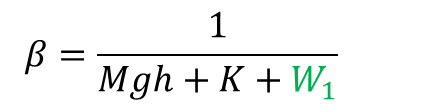 β = 1 / (Mgh + K + W₁)